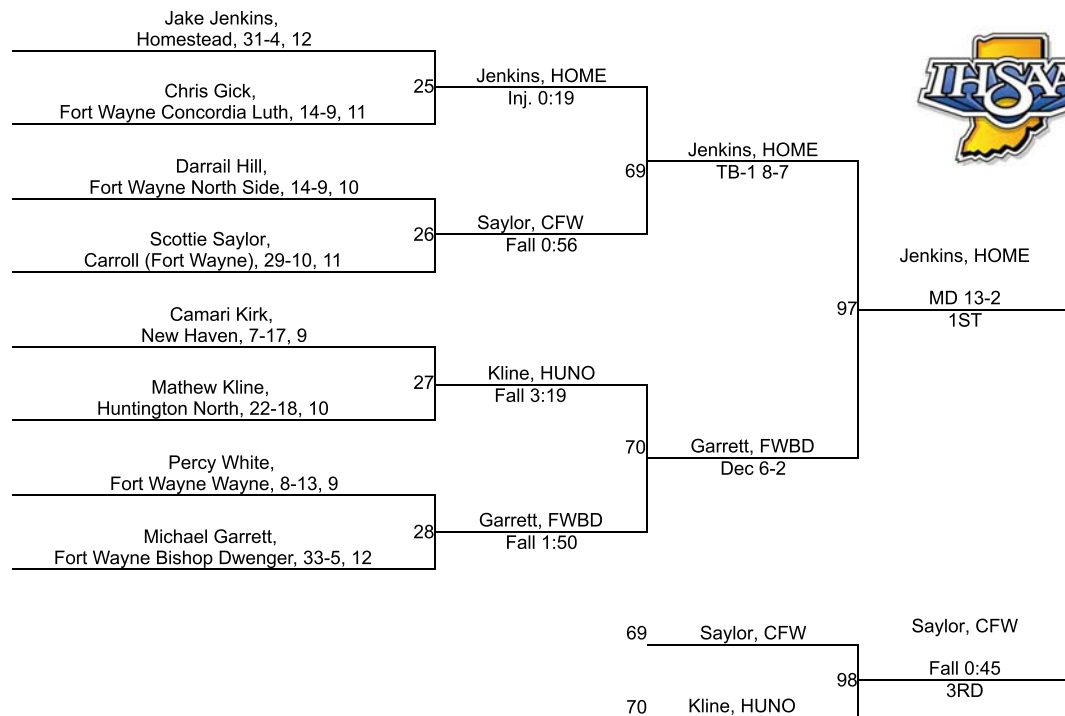 Jake Jenkins,
Homestead, 31-4, 12
25
Jenkins, HOME
Inj. 0:19
Chris Gick,
Fort Wayne Concordia Luth, 14-9, 11
69
Jenkins, HOME
TB-1 8-7
Darrail Hill,
Fort Wayne North Side, 14-9, 10
26
Saylor, CFW
Fall 0:56
Scottie Saylor,
Carroll (Fort Wayne), 29-10, 11
97
Jenkins, HOME
MD 13-2
1ST
Camari Kirk,
New Haven, 7-17, 9
27
Kline, HUNO
Fall 3:19
Mathew Kline,
Huntington North, 22-18, 10
70
Garrett, FWBD
Dec 6-2
Percy White,
Fort Wayne Wayne, 8-13, 9
28
Garrett, FWBD
Fall 1:50
Michael Garrett,
Fort Wayne Bishop Dwenger, 33-5, 12
IHSAA
69
Saylor, CFW
98
Saylor, CFW
Fall 0:45
3RD
70
Kline, HUNO